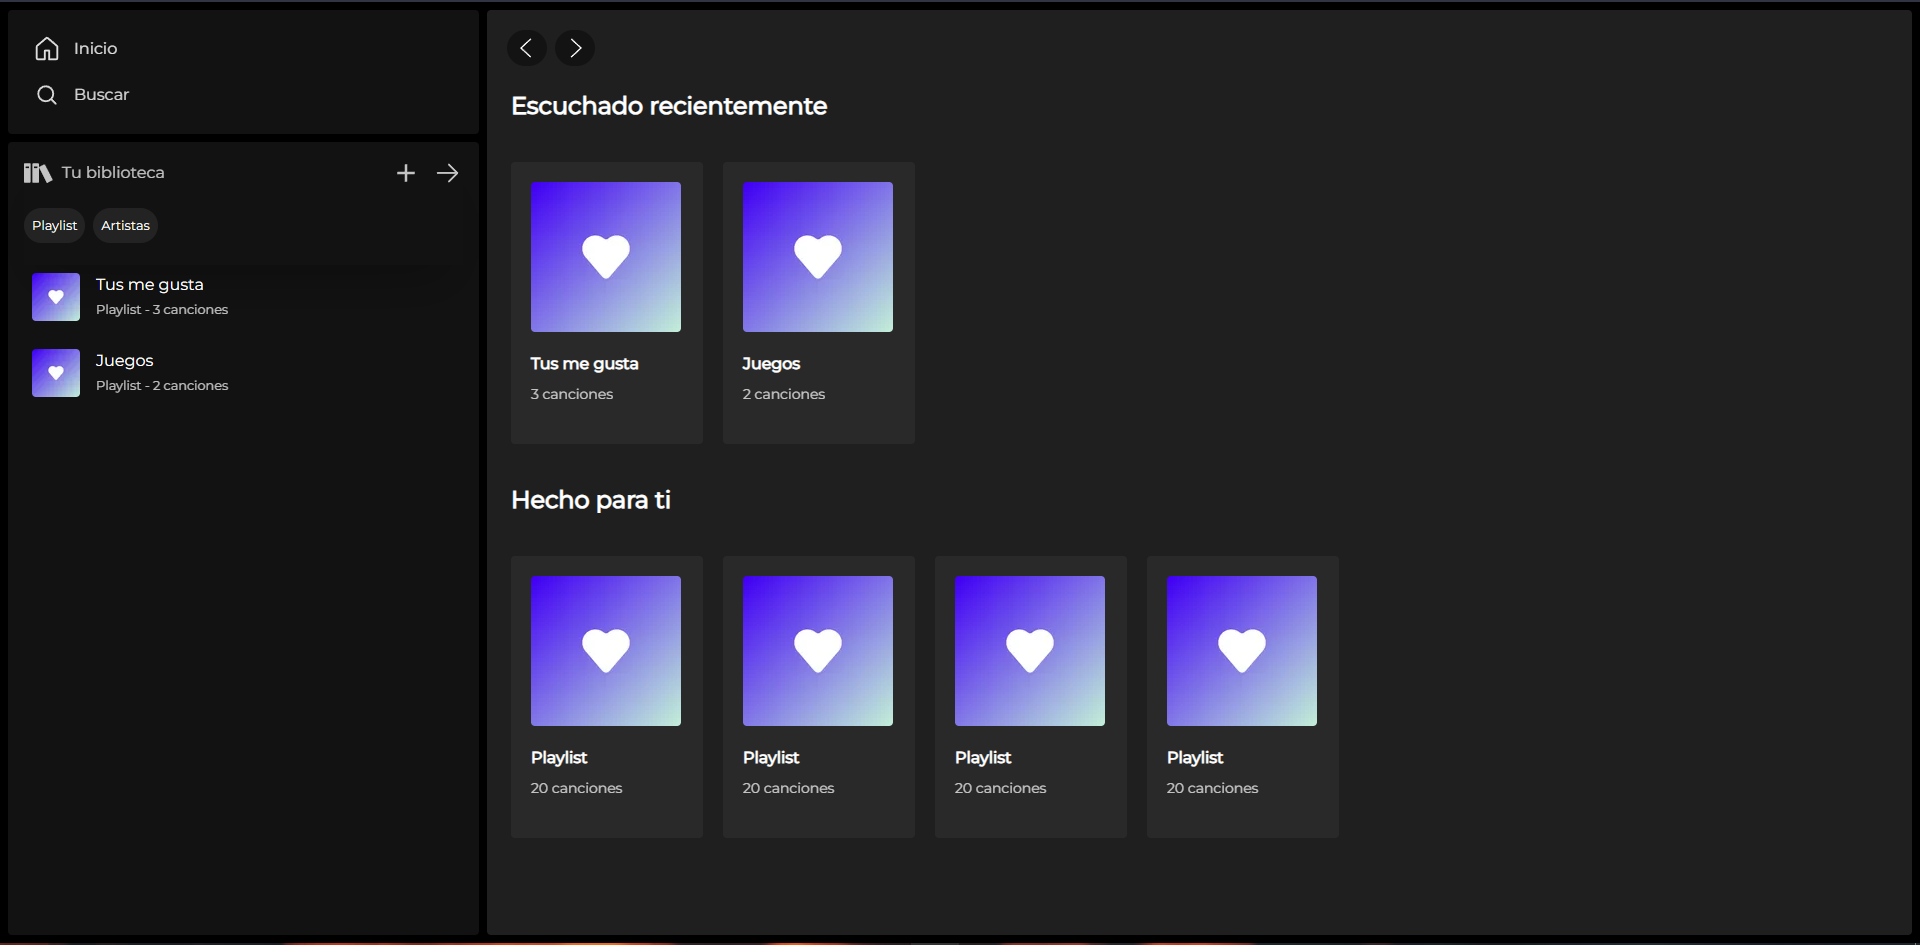 Inicio
Buscar
Tu biblioteca
Playlist Artistas
Tus me gusta
Playlist - 3 canciones
Juegos
Playlist - 2 canciones
Escuchado recientemente
Tus me gusta
3 canciones
Juegos
2 canciones
Hecho para ti
Playlist
20 canciones
Playlist
20 canciones
Playlist
20 canciones
Playlist
20 canciones